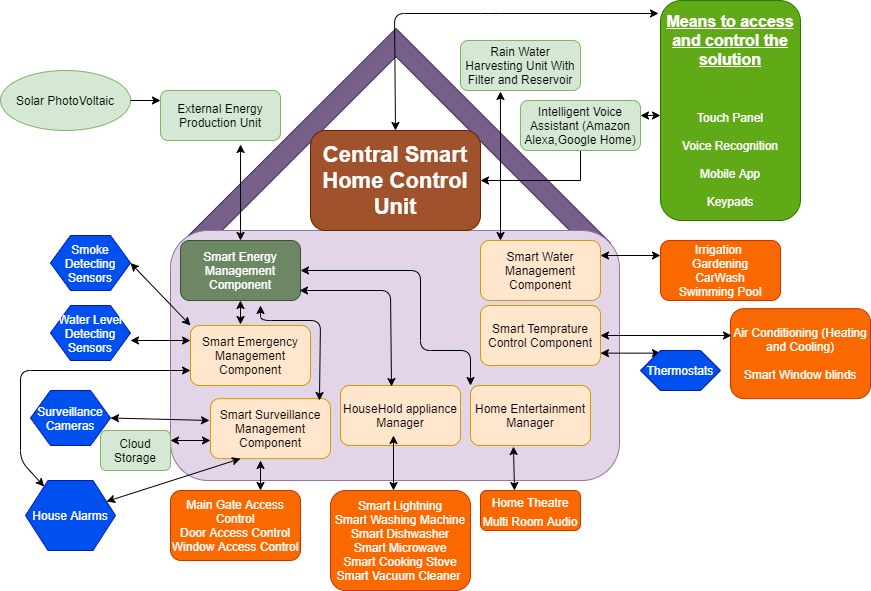 Means to access
and control the
solution
Touch Panel
Voice Recognition
Mobile App
Keypads
Rain Water
Harvesting Unit With
Filter and Reservoir
Solar PhotoVoltaic
External Energy
Production Unit
Intelligent Voice
Assistant (Amazon
Alexa,Google Home)
Central Smart
Home Control
Unit
Smoke
Detecting
Sensors
Smart Energy
Management
Component
Smart Water
Management
Component
Irrigation
Gardening
CarWash
Swimming Pool
Water Level
Detecting
Sensors
Smart Emergency
Management
Component
Smart Temprature
Control Component
Air Conditioning (Heating
and Cooling)
Smart Window blinds
Thermostats
Surveillance
Cameras
Smart Surveillance
Management
Component
HouseHold appliance
Manager
Home Entertainment
Manager
Cloud
Storage
House Alarms
Main Gate Access
Control
Door Access Control
Window Access Control
Smart Lightning
Smart Washing Machine
Smart Dishwasher
Smart Microwave
Smart Cooking Stove
Smart Vacuum Cleaner
Home Theatre
Multi Room Audio